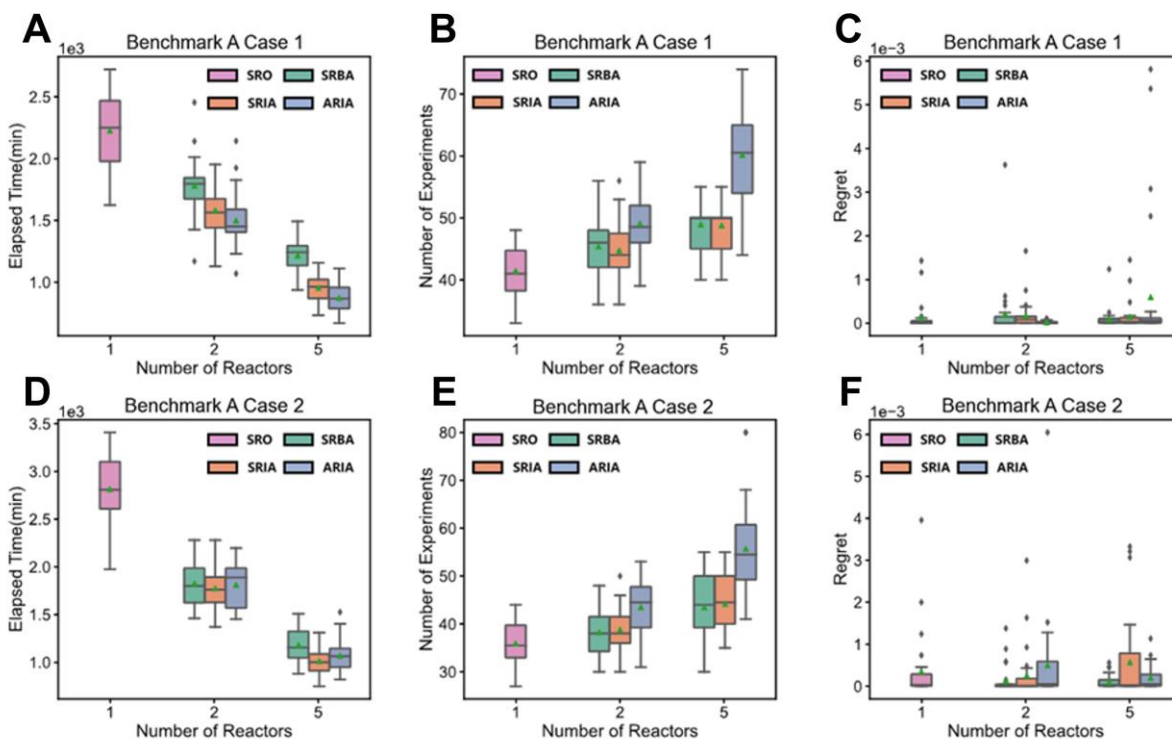 A
Benchmark A Case 1
1e3
SRO SRBA
SRIA ARIA
2.5
2.0
1.5
1.0
Elapsed Time(min)
1 2 5
Number of Reactors
B
Benchmark A Case 1
SRO SRBA
SRIA ARIA
70
60
50
40
Number of Experiments
1 2 5
Number of Reactors
C
Benchmark A Case 1
1e-3
SRO SRBA
SRIA ARIA
6
5
4
3
2
1
0
Regret
1 2 5
Number of Reactors
D
Benchmark A Case 2
1e3
SRO SRBA
SRIA ARIA
3.5
3.0
2.5
2.0
1.5
1.0
Elapsed Time(min)
1 2 5
Number of Reactors
E
Benchmark A Case 2
SRO SRBA
SRIA ARIA
80
70
60
50
40
30
Number of Experiments
1 2 5
Number of Reactors
F
Benchmark A Case 2
1e-3
SRO SRBA
SRIA ARIA
6
5
4
3
2
1
0
Regret
1 2 5
Number of Reactors